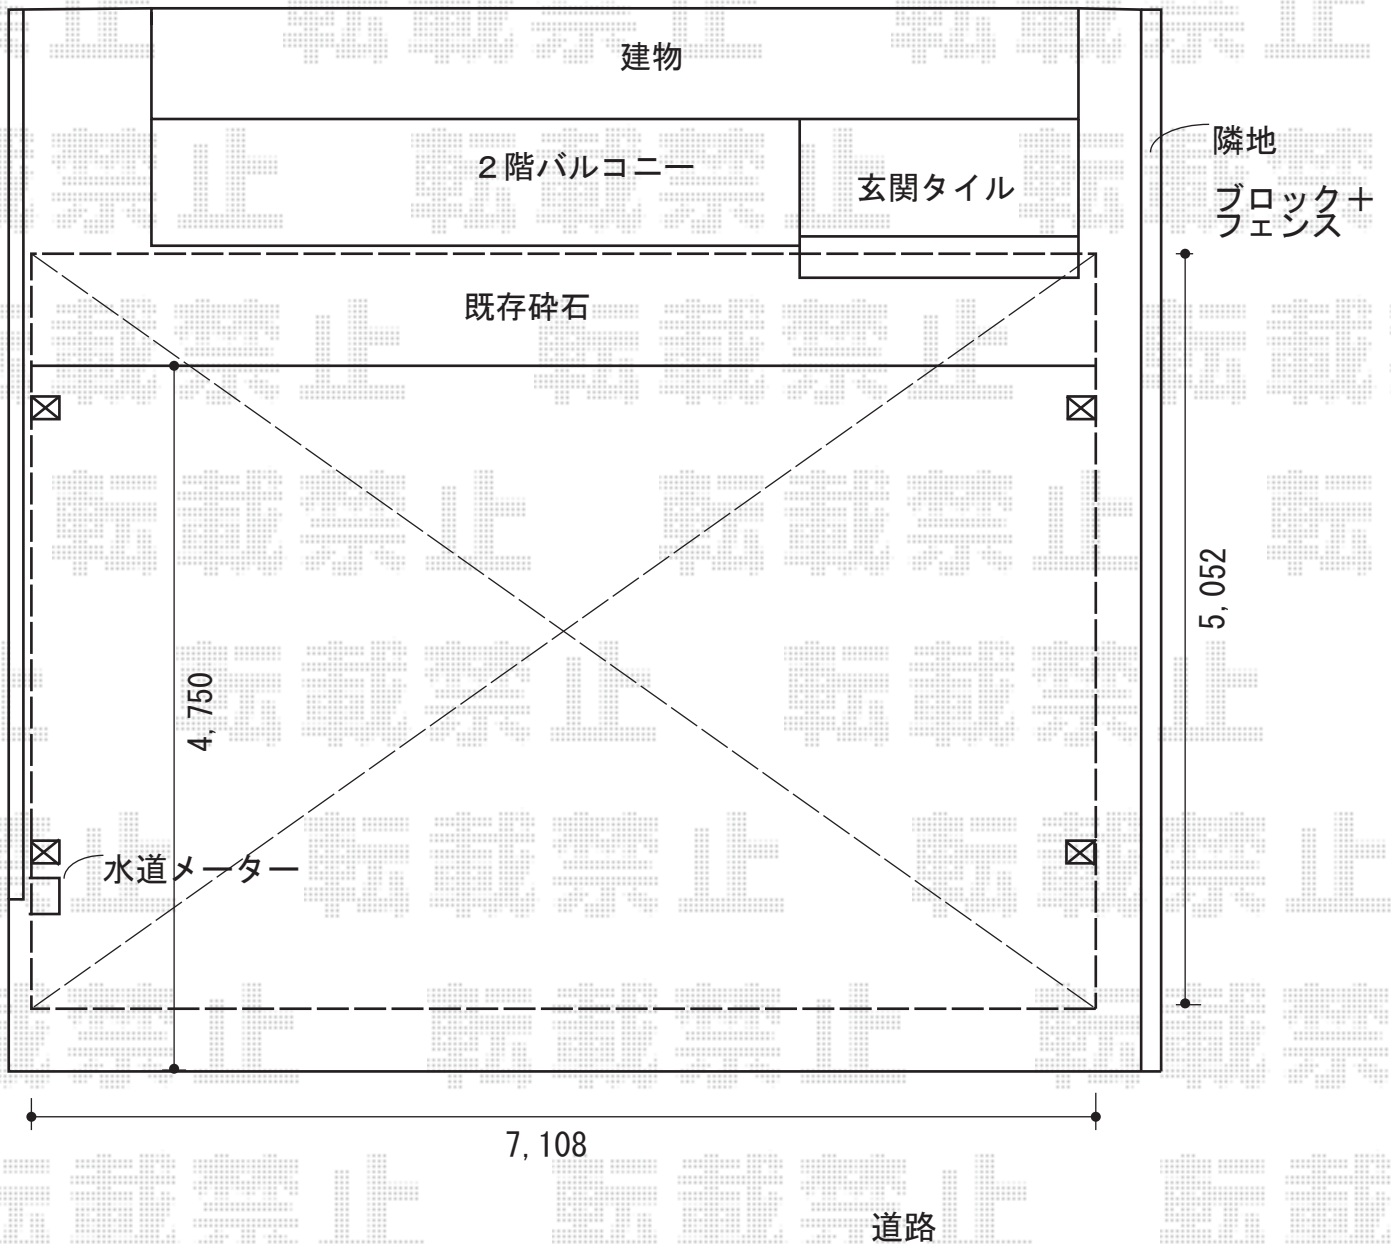 建物
隣地
ブロック＋
フェンス
２階バルコニー
玄関タイル
既存砕石
5,052
4,750
水道メーター
7,108
道路
転載禁止